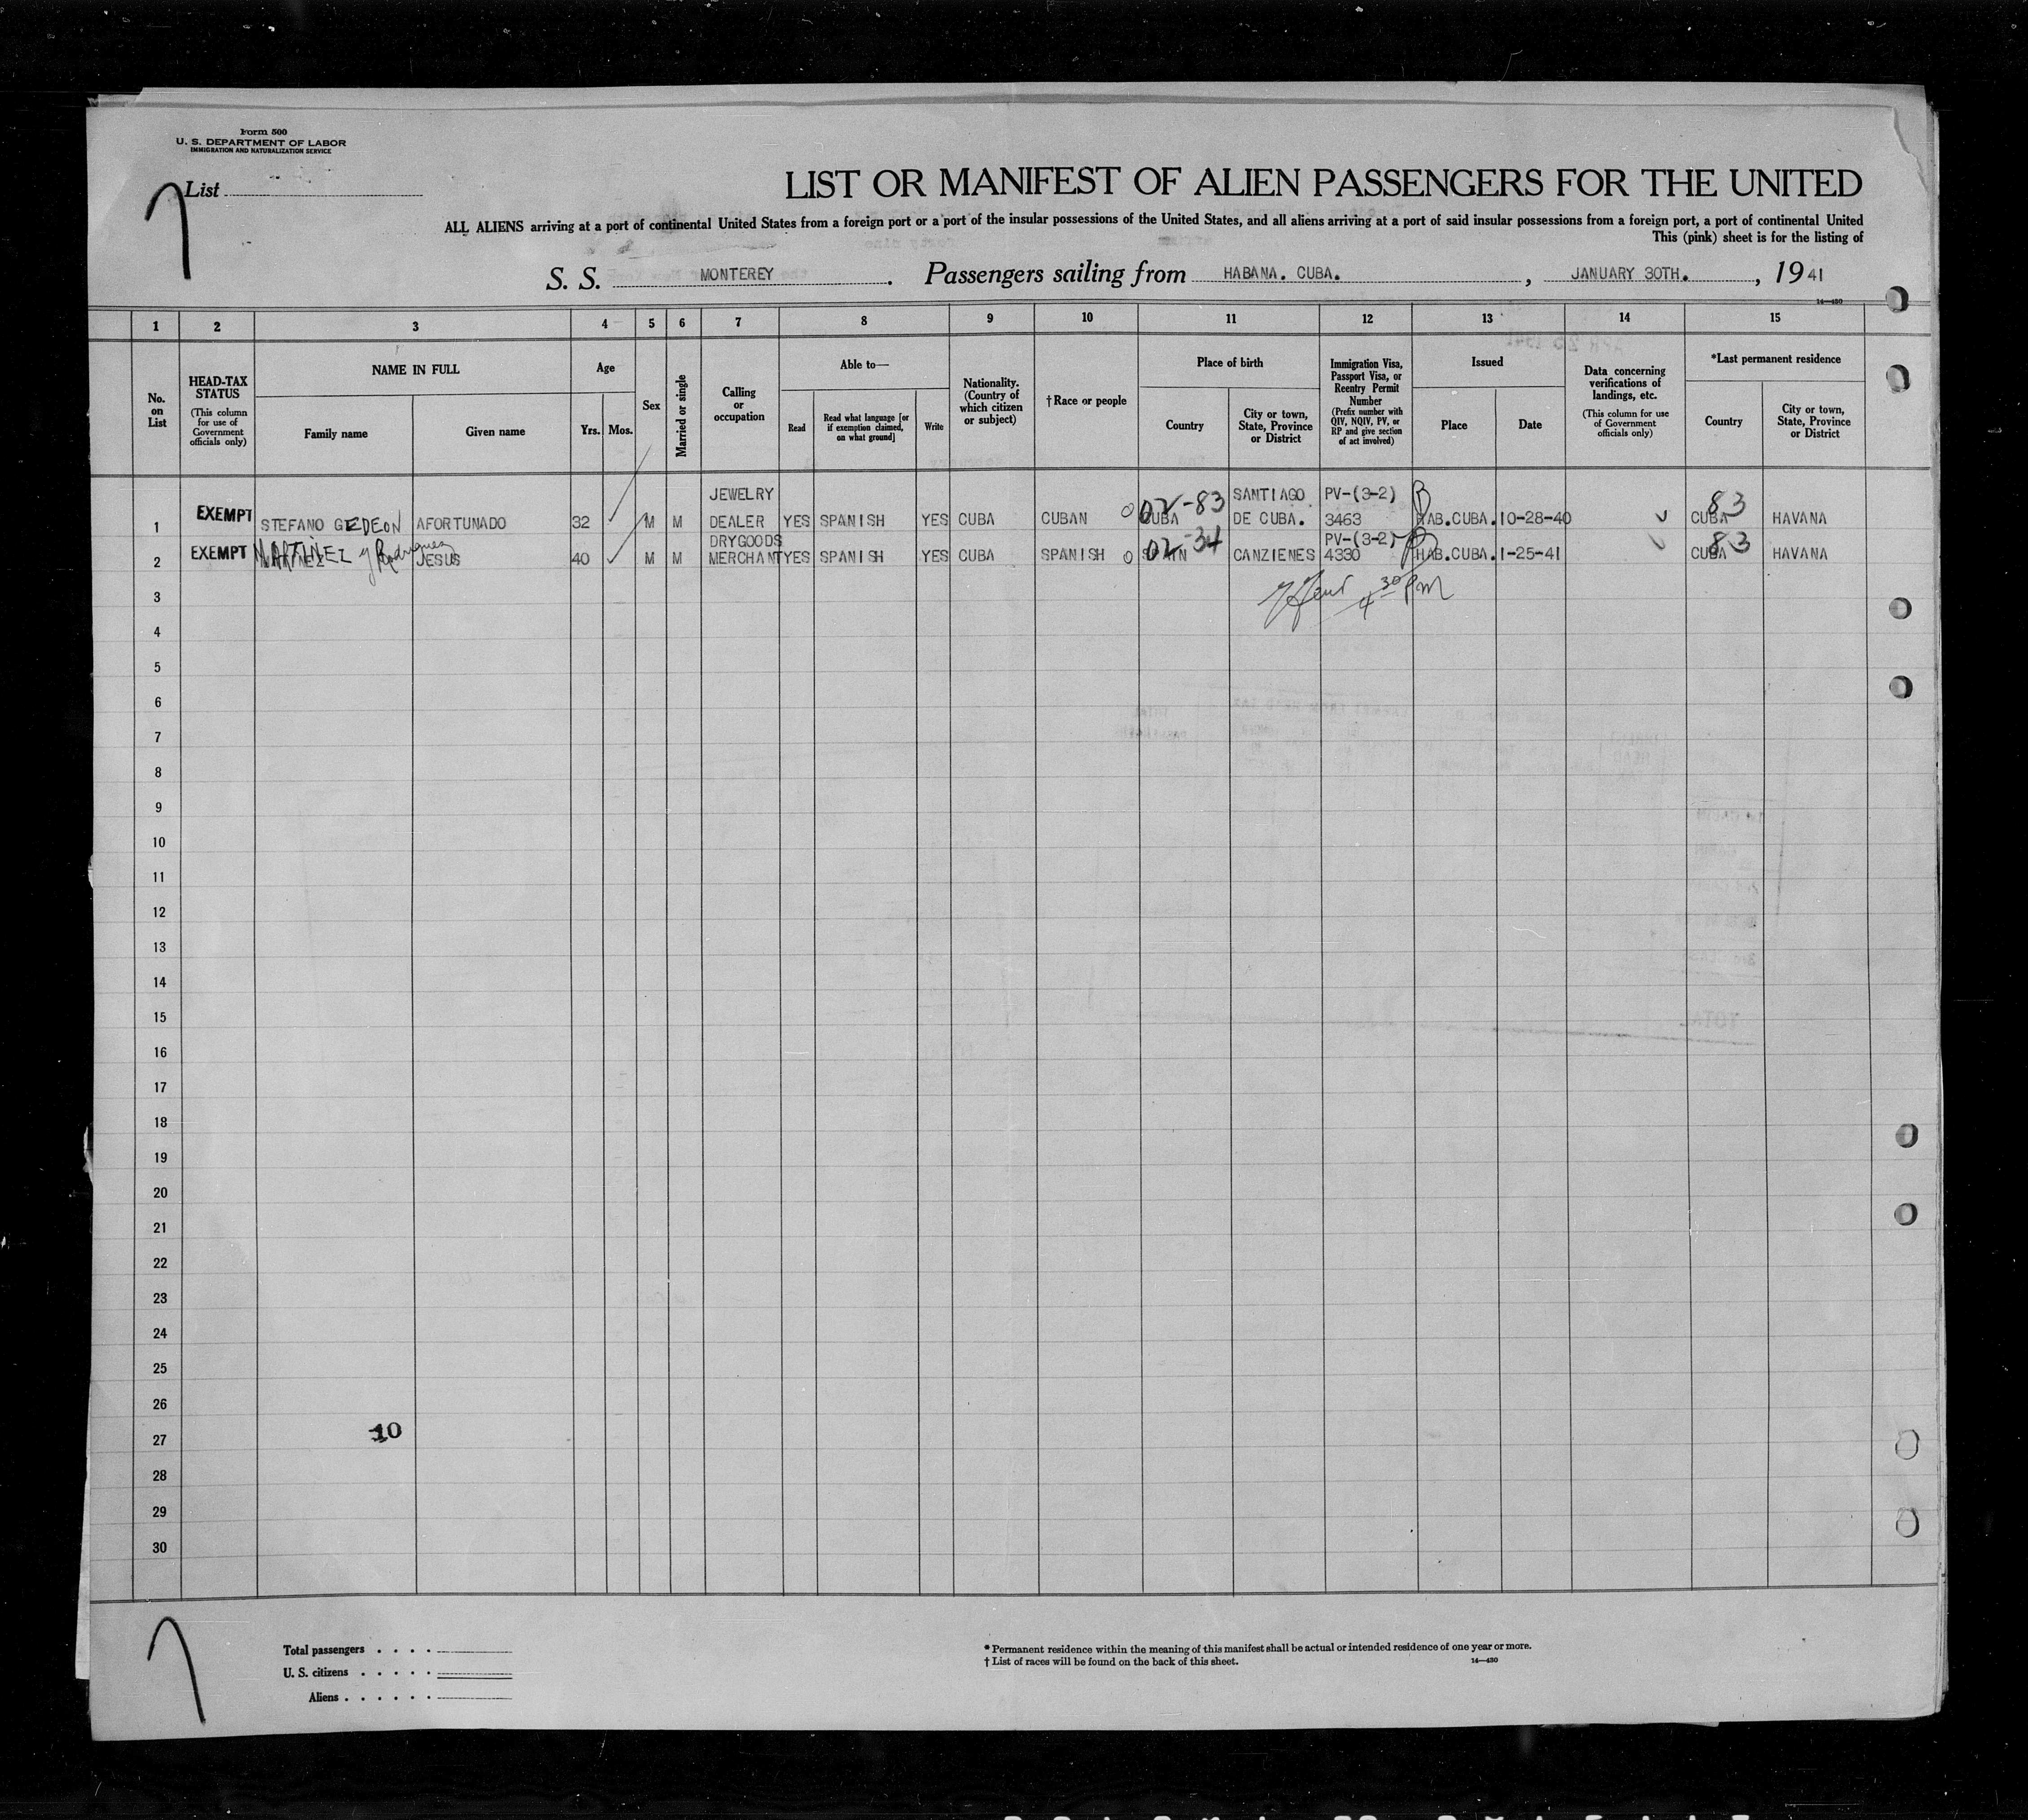 Form 500
U. S. DEPARTMENT OF LABOR
IMMIGRATION AND NATURALIZATION SERVICE
List
7
LIST OR MANIFEST OF ALIEN PASSENGERS FOR THE UNITED
ALL ALIENS arriving at a port of continental United States from a foreign port or a port of the insular possessions of the United States, and all aliens arriving at a port of said insular possessions from a foreign port, a port of continental United
This (pink) sheet is for the listing of
S. S. MONTEREY. Passengers sailing from HABANA. CUBA. , JANUARY 30TH. , 1941
14—430
1 2 3 4 5 6 7 8 9 10 11 12 13 14 15
No. on List
HEAD-TAX STATUS (This column for use of Government officials only)
NAME IN FULL
Family name
Given name
Age
Yrs.
Mos.
Sex
Married or single
Calling or occupation
Able to—
Read
Read what language [or if exemption claimed, on what ground]
Write
Nationality. (Country of which citizen or subject)
† Race or people
Place of birth
Country
City or town, State, Province or District
Immigration Visa, Passport Visa, or Reentry Permit Number (Prefix number with QIV, NQIV, PV, or RP and give section of act involved)
Issued
Place
Date
Data concerning verifications of landings, etc. (This column for use of Government officials only)
*Last permanent residence
Country
City or town, State, Province or District
JEWELRY SANTIAGO PV-(3-2) 83
1 EXEMPT STEFANO GEDEON AFORTUNADO 32 ✓ M M DEALER YES SPANISH YES CUBA CUBAN O CUBA 02-83 DE CUBA. 3463 HAB.CUBA. 10-28-40 ✓ CUBA HAVANA
DRYGOODS 02-34 PV-(3-2) 83
2 EXEMPT MARTINEZ y Rodriguez JESUS 40 ✓ M M MERCHANT YES SPANISH YES CUBA SPANISH O SPAIN CANZIENES 4330 HAB.CUBA. 1-25-41 ✓ CUBA HAVANA
3 4 30 Pm
4
5
6
7
8
9
10
11
12
13
14
15
16
17
18
19
20
21
22
23
24
25
26
27 10
28
29
30
7
Total passengers . . . .
U. S. citizens . . . . .
Aliens . . . . . .
* Permanent residence within the meaning of this manifest shall be actual or intended residence of one year or more.
† List of races will be found on the back of this sheet.
14—430